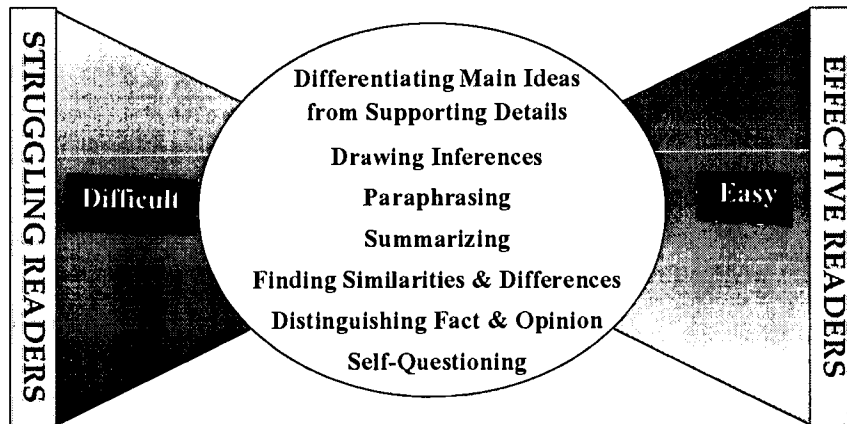 STRUGGLING READERS
Difficult
Differentiating Main Ideas
from Supporting Details
Drawing Inferences
Paraphrasing
Summarizing
Finding Similarities & Differences
Distinguishing Fact & Opinion
Self-Questioning
Easy
EFFECTIVE READERS